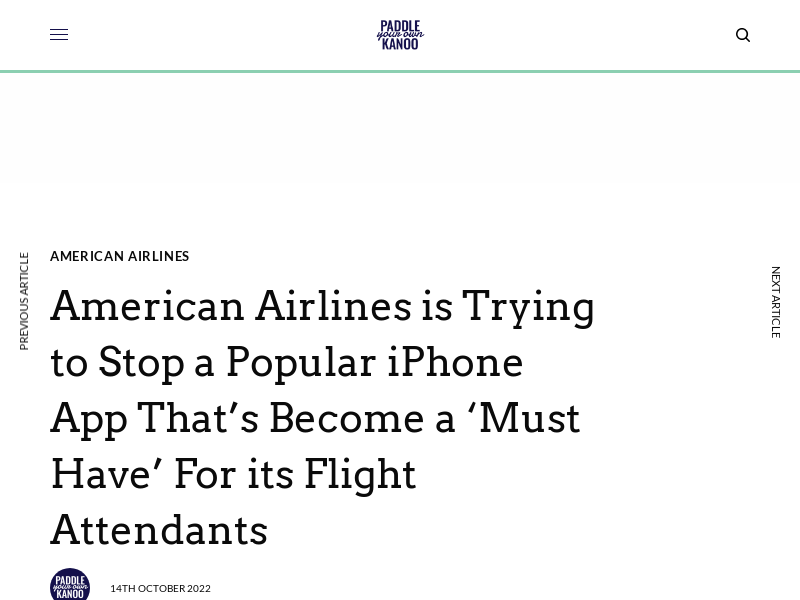 PADDLE
your own
KANOO
PREVIOUS ARTICLE
NEXT ARTICLE
AMERICAN AIRLINES
American Airlines is Trying
to Stop a Popular iPhone
App That’s Become a ‘Must
Have’ For its Flight
Attendants
PADDLE
your own
KANOO
14TH OCTOBER 2022